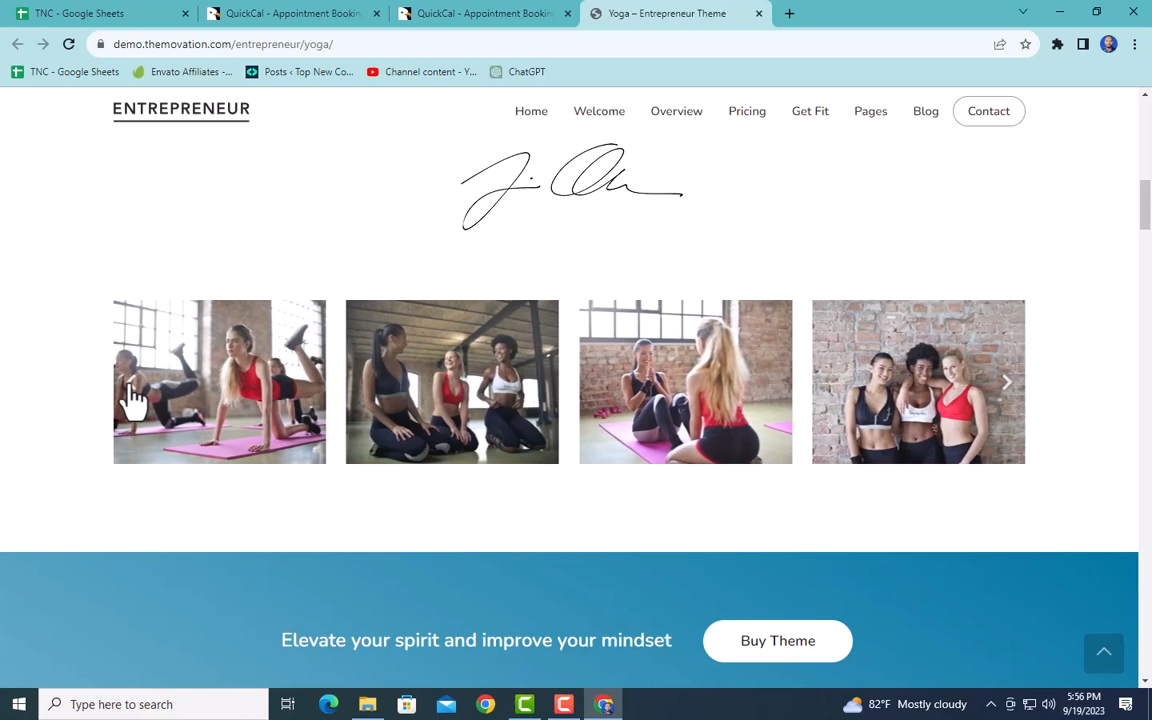 TNC - Google Sheets
QuickCal - Appointment Bookin
QuickCal - Appointment Bookin
Yoga – Entrepreneur Theme
demo.themovation.com/entrepreneur/yoga/
TNC - Google Sheets
Envato Affiliates -...
Posts ‹ Top New Co...
Channel content - Y...
ChatGPT
ENTREPRENEUR
Home
Welcome
Overview
Pricing
Get Fit
Pages
Blog
Contact
Elevate your spirit and improve your mindset
Buy Theme
Type here to search
82°F Mostly cloudy
5:56 PM
9/19/2023